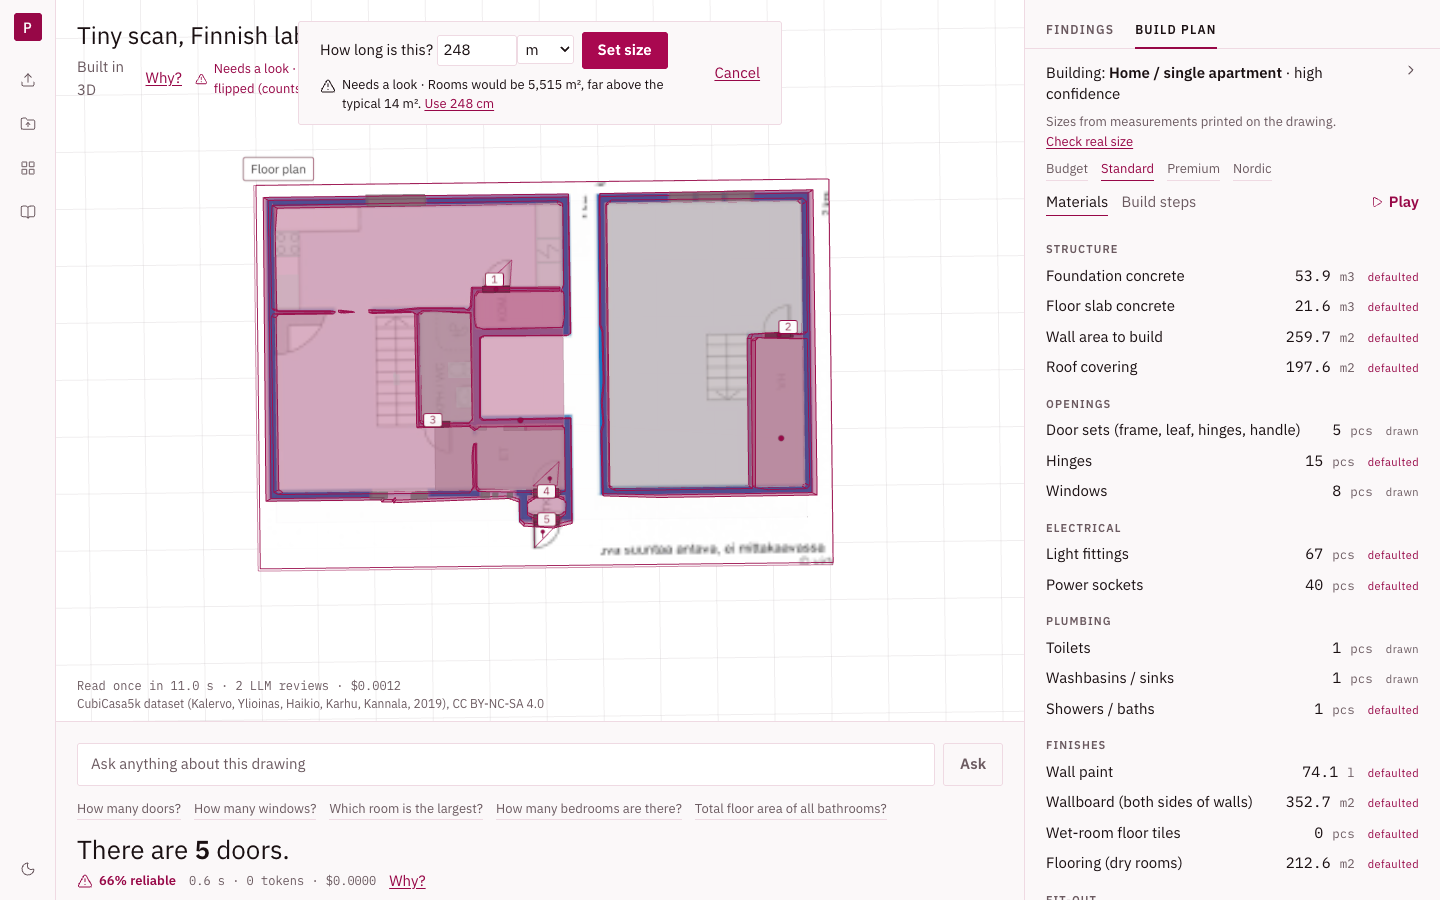 P
Tiny scan, Finnish lab
Built in 3D
Why?
Needs a look ·
flipped (counts
How long is this? 248 m Set size
Cancel
Needs a look · Rooms would be 5,515 m², far above the
typical 14 m². Use 248 cm
Floor plan
1
2
3
4
5
suuntaa antava, ei mittakaavassa
Read once in 11.0 s · 2 LLM reviews · $0.0012
CubiCasa5k dataset (Kalervo, Ylioinas, Haikio, Karhu, Kannala, 2019), CC BY-NC-SA 4.0
Ask anything about this drawing
Ask
How many doors? How many windows? Which room is the largest? How many bedrooms are there? Total floor area of all bathrooms?
There are 5 doors.
66% reliable 0.6 s · 0 tokens · $0.0000 Why?
FINDINGS BUILD PLAN
Building: Home / single apartment · high
confidence
Sizes from measurements printed on the drawing.
Check real size
Budget Standard Premium Nordic
Materials Build steps Play
STRUCTURE
Foundation concrete 53.9 m3 defaulted
Floor slab concrete 21.6 m3 defaulted
Wall area to build 259.7 m2 defaulted
Roof covering 197.6 m2 defaulted
OPENINGS
Door sets (frame, leaf, hinges, handle) 5 pcs drawn
Hinges 15 pcs defaulted
Windows 8 pcs drawn
ELECTRICAL
Light fittings 67 pcs defaulted
Power sockets 40 pcs defaulted
PLUMBING
Toilets 1 pcs drawn
Washbasins / sinks 1 pcs drawn
Showers / baths 1 pcs defaulted
FINISHES
Wall paint 74.1 l defaulted
Wallboard (both sides of walls) 352.7 m2 defaulted
Wet-room floor tiles 0 pcs defaulted
Flooring (dry rooms) 212.6 m2 defaulted
FIT-OUT